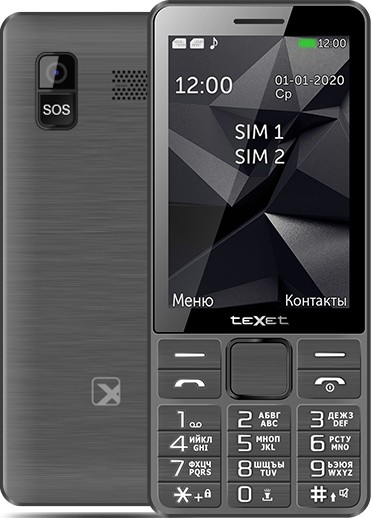 SOS
12:00
12:00
01-01-2020
Ср
SIM 1
SIM 2
Меню
Контакты
teXet
1
2 АБВГ ABC
3 ДЕЖЗ DEF
4 ИЙКЛ GHI
5 МНОП JKL
6 РСТУ MNO
7 ФХЦЧ PQRS
8 ШЩЪЫ TUV
9 ЬЭЮЯ WXYZ
* +
0
#